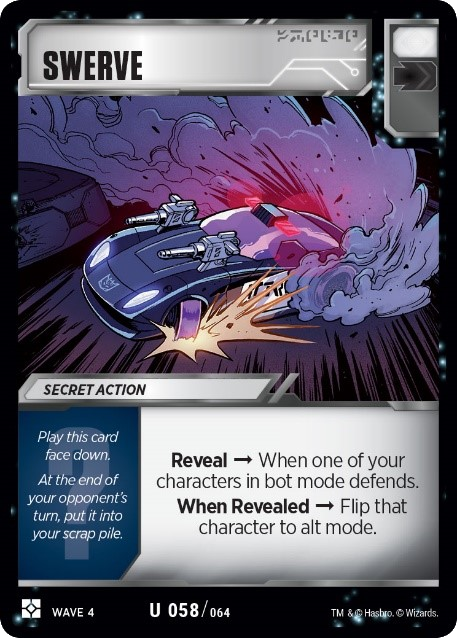 SWERVE
SECRET ACTION
Play this card
face down.
At the end of
your opponent's
turn, put it into
your scrap pile.
Reveal → When one of your
characters in bot mode defends.
When Revealed → Flip that
character to alt mode.
WAVE 4
U 058/064
TM & © Hasbro. © Wizards.